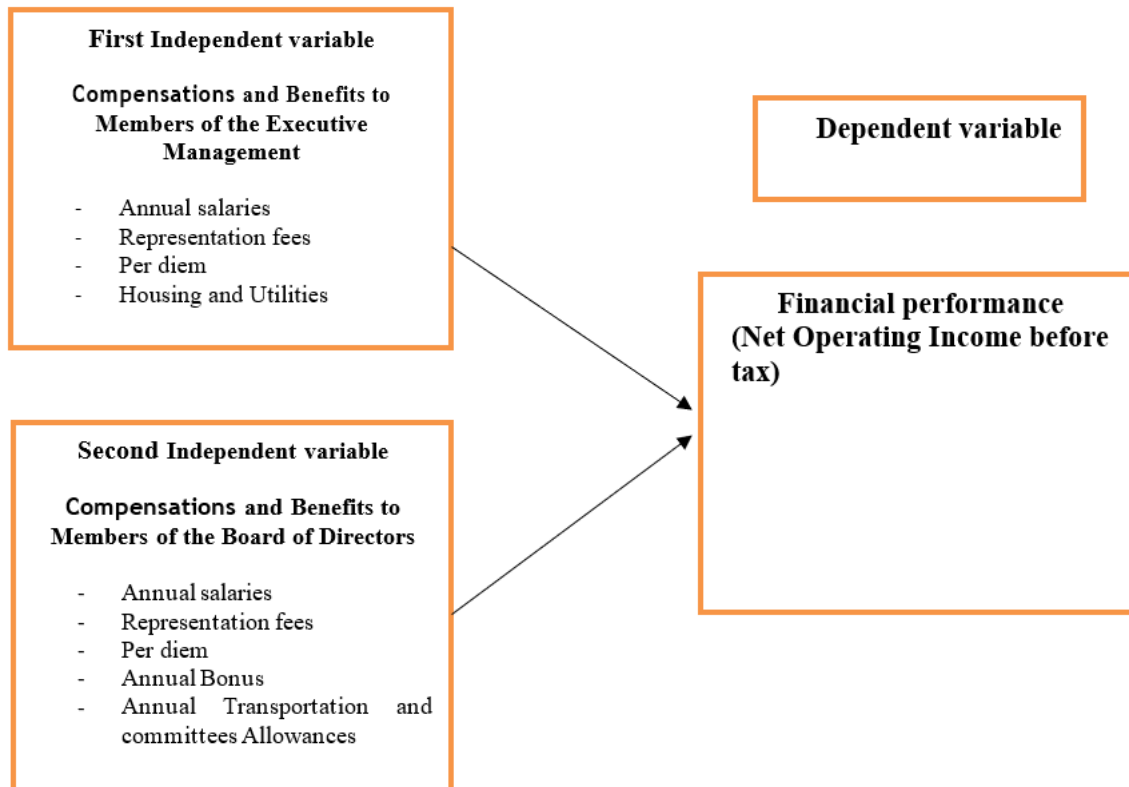 First Independent variable
Compensations and Benefits to
Members of the Executive
Management
- Annual salaries
- Representation fees
- Per diem
- Housing and Utilities
Second Independent variable
Compensations and Benefits to
Members of the Board of Directors
- Annual salaries
- Representation fees
- Per diem
- Annual Bonus
- Annual Transportation and
committees Allowances
Dependent variable
Financial performance
(Net Operating Income before
tax)